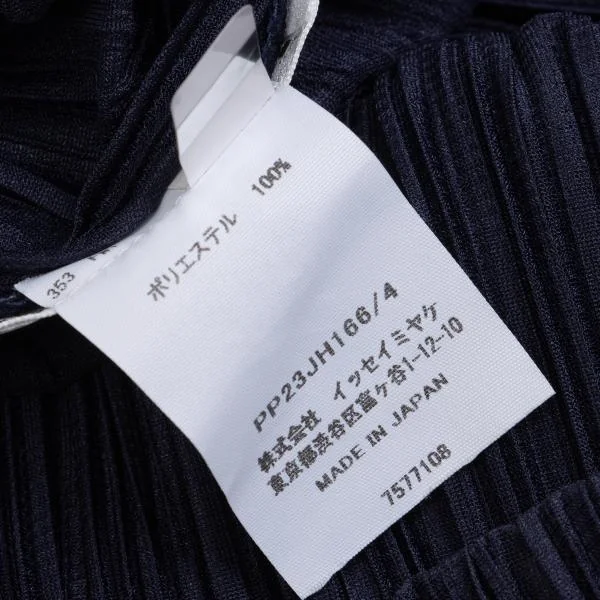 ポリエステル 100%
PP23JH166/4
株式会社 イッセイミヤケ
東京都渋谷区富ケ谷1-12-10
MADE IN JAPAN
7577108
353